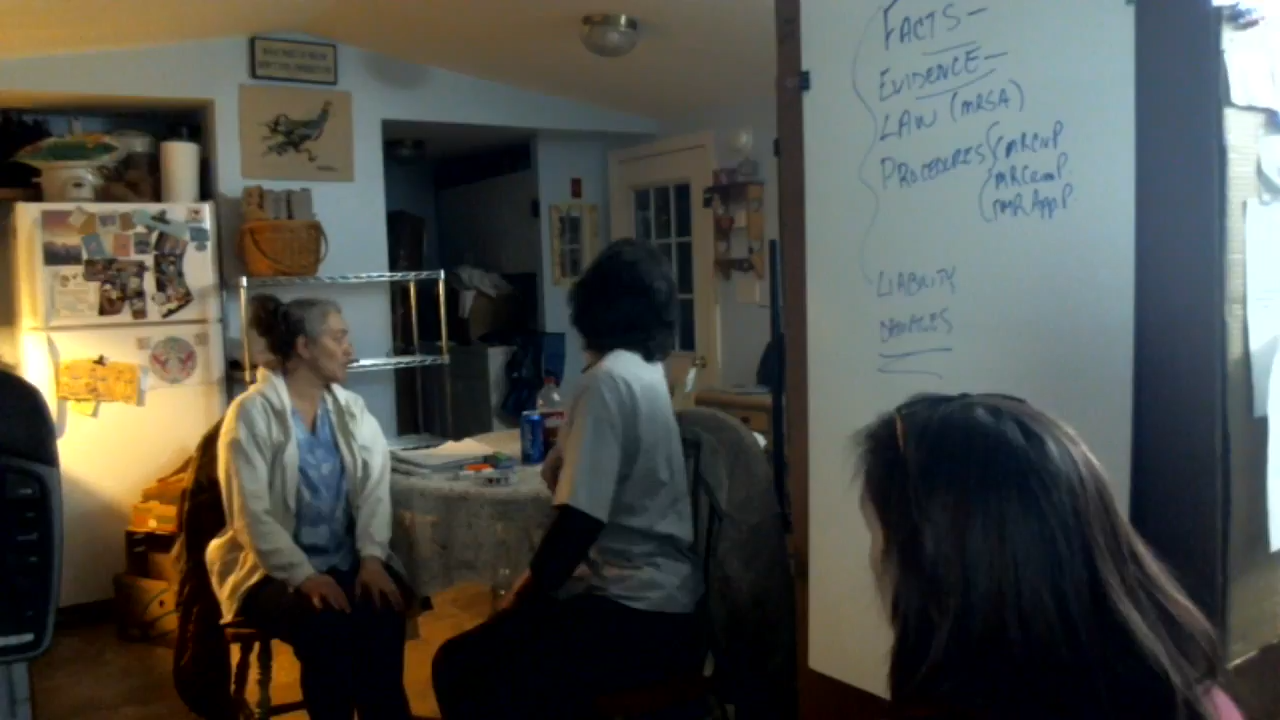 FACTS —
EVIDENCE —
LAW (MRSA)
PROCEDURES { MRCivP.
MRCrimP.
MR App. P.
LIABILITY
DAMAGES